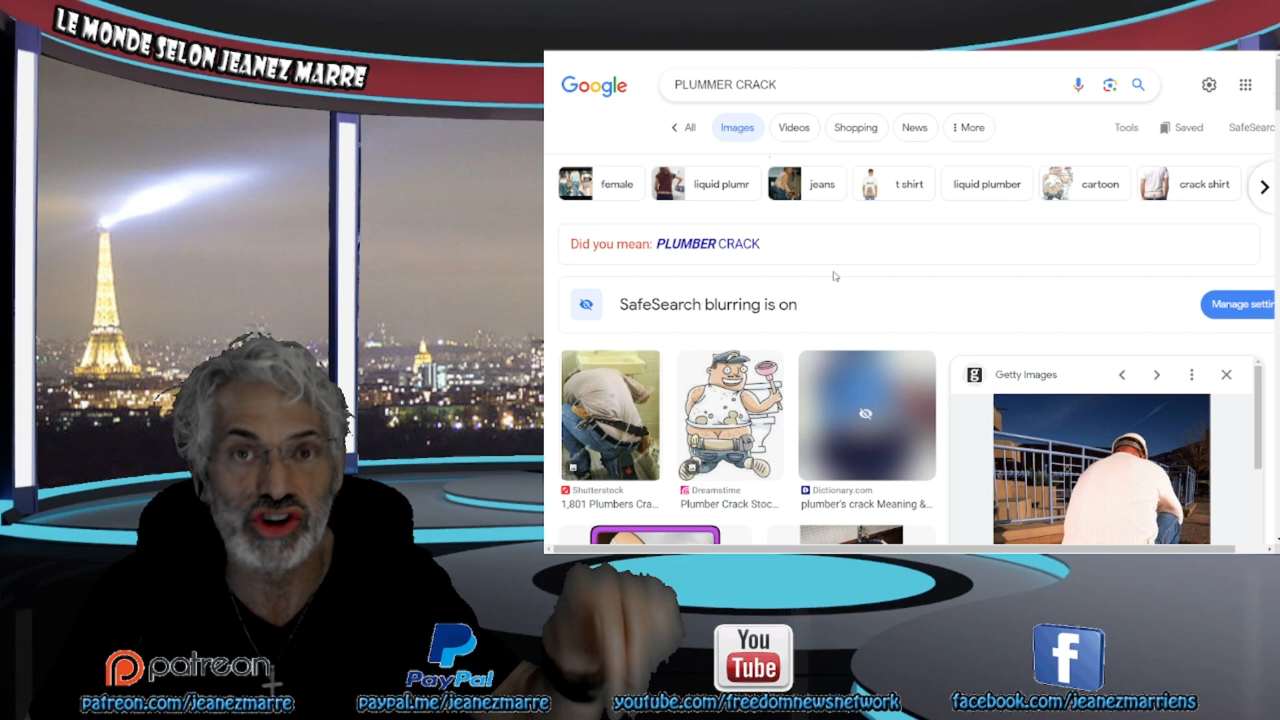 LE MONDE SELON JEANEZ MARRE
Google
PLUMMER CRACK
All
Images
Videos
Shopping
News
More
Tools
Saved
SafeSearc
female
liquid plumr
jeans
t shirt
liquid plumber
cartoon
crack shirt
Did you mean: PLUMBER CRACK
SafeSearch blurring is on
Manage settin
Getty Images
Shutterstock
1,801 Plumbers Cra...
Dreamstime
Plumber Crack Stoc...
Dictionary.com
plumber's crack Meaning &...
patreon
patreon.com/jeanezmarre
PayPal
paypal.me/jeanezmarre
You
Tube
youtube.com/freedomnewsnetwork
facebook.com/jeanezmarriens